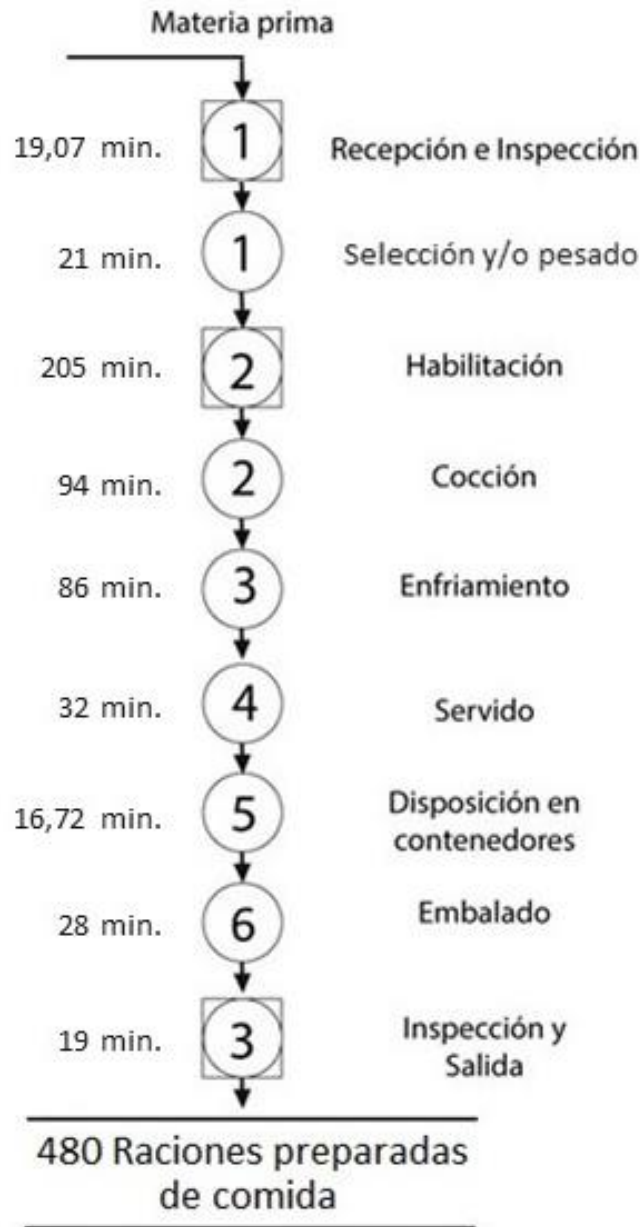 Materia prima
19,07 min. 1 Recepción e Inspección
21 min. 1 Selección y/o pesado
205 min. 2 Habilitación
94 min. 2 Cocción
86 min. 3 Enfriamiento
32 min. 4 Servido
16,72 min. 5 Disposición en
contenedores
28 min. 6 Embalado
19 min. 3 Inspección y
Salida
480 Raciones preparadas
de comida